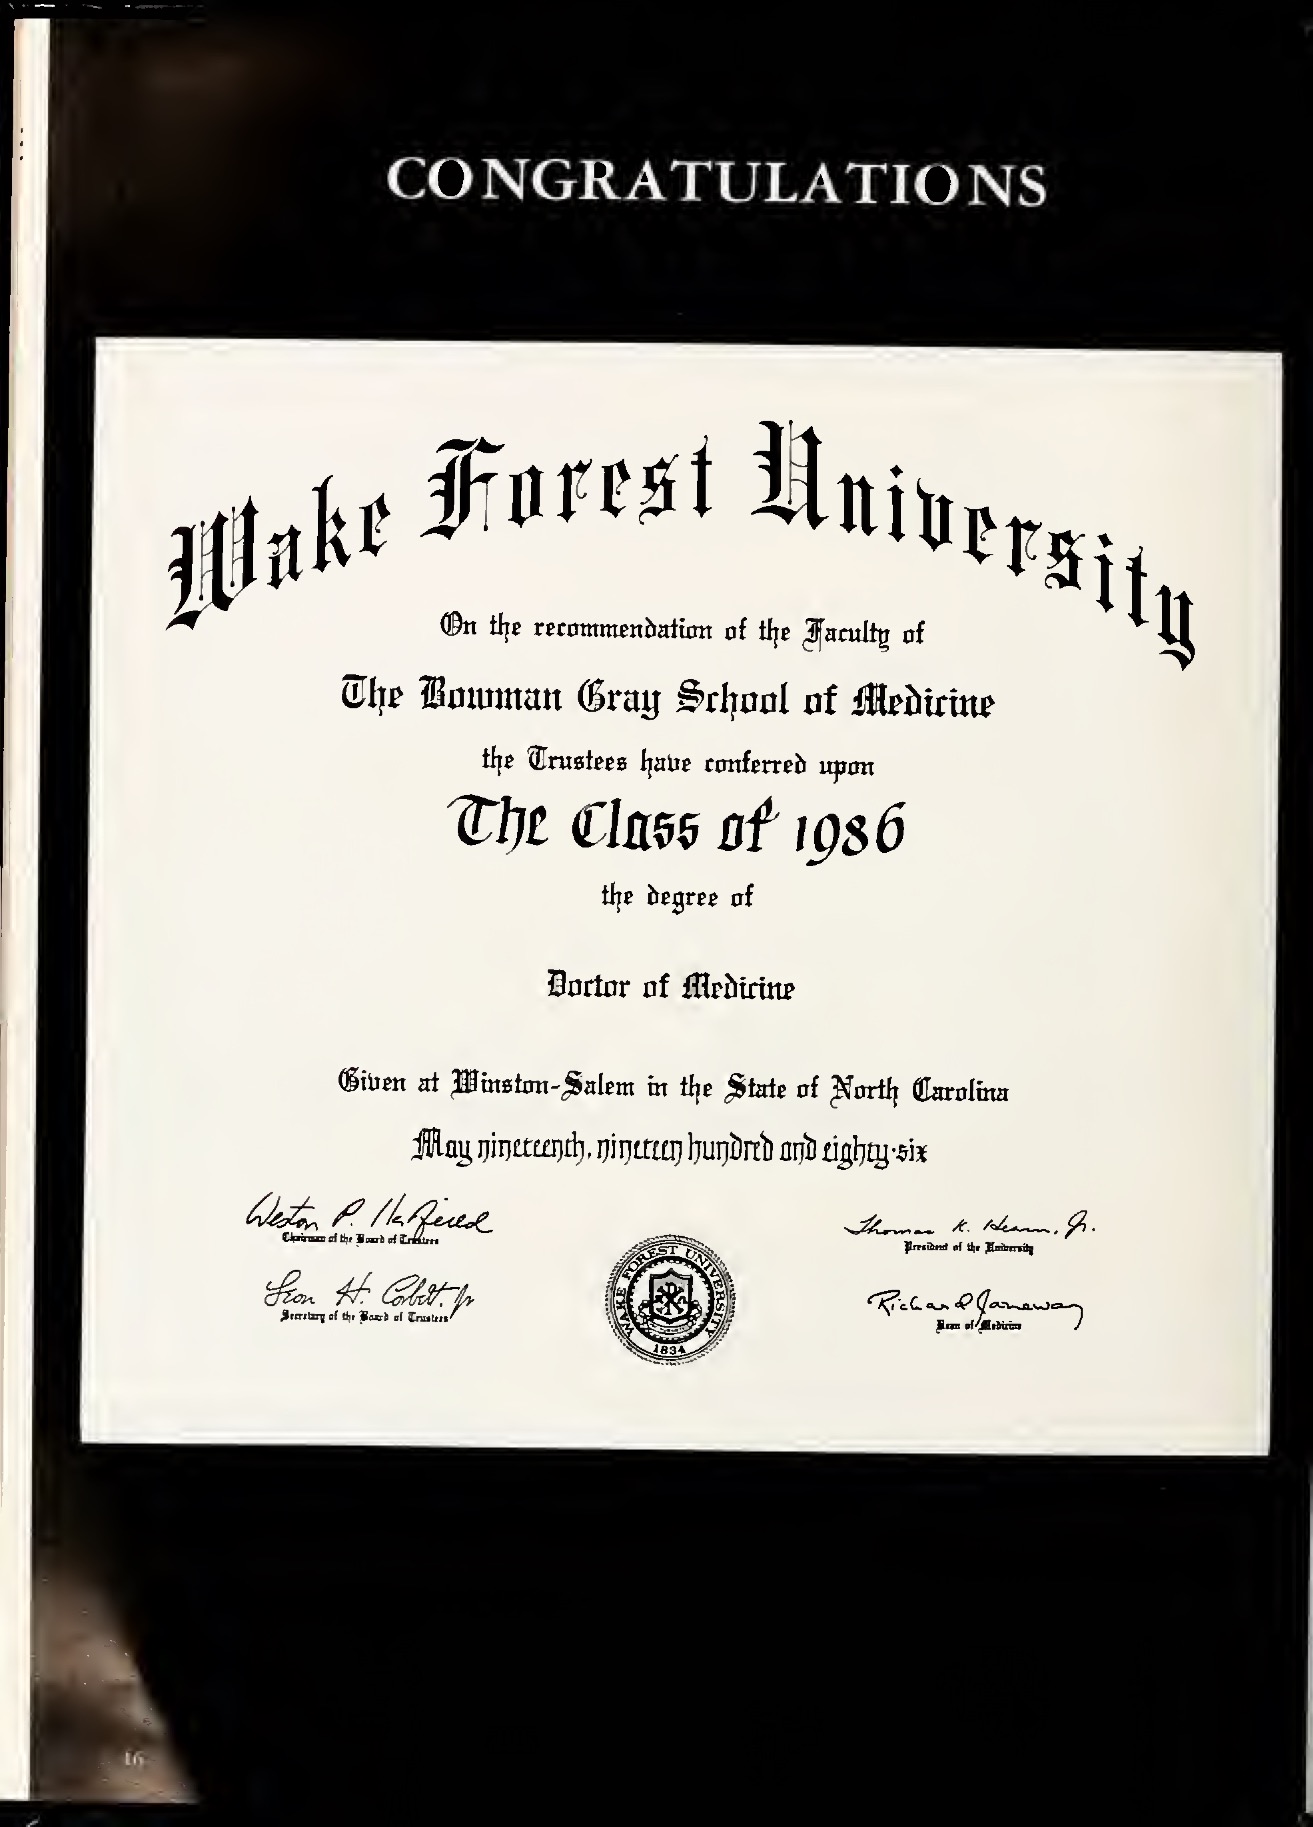 CONGRATULATIONS
Wake Forest University
On the recommendation of the Faculty of
The Bowman Gray School of Medicine
the Trustees have conferred upon
The Class of 1986
the degree of
Doctor of Medicine
Given at Winston-Salem in the State of North Carolina
May nineteenth, nineteen hundred and eighty-six
Weston P. Hatfield
Chairman of the Board of Trustees
Thomas K. Hearn, Jr.
President of the University
Leon H. Corbett, Jr
Secretary of the Board of Trustees
Richard Janeway
Dean of Medicine
WAKE FOREST UNIVERSITY
1834
16